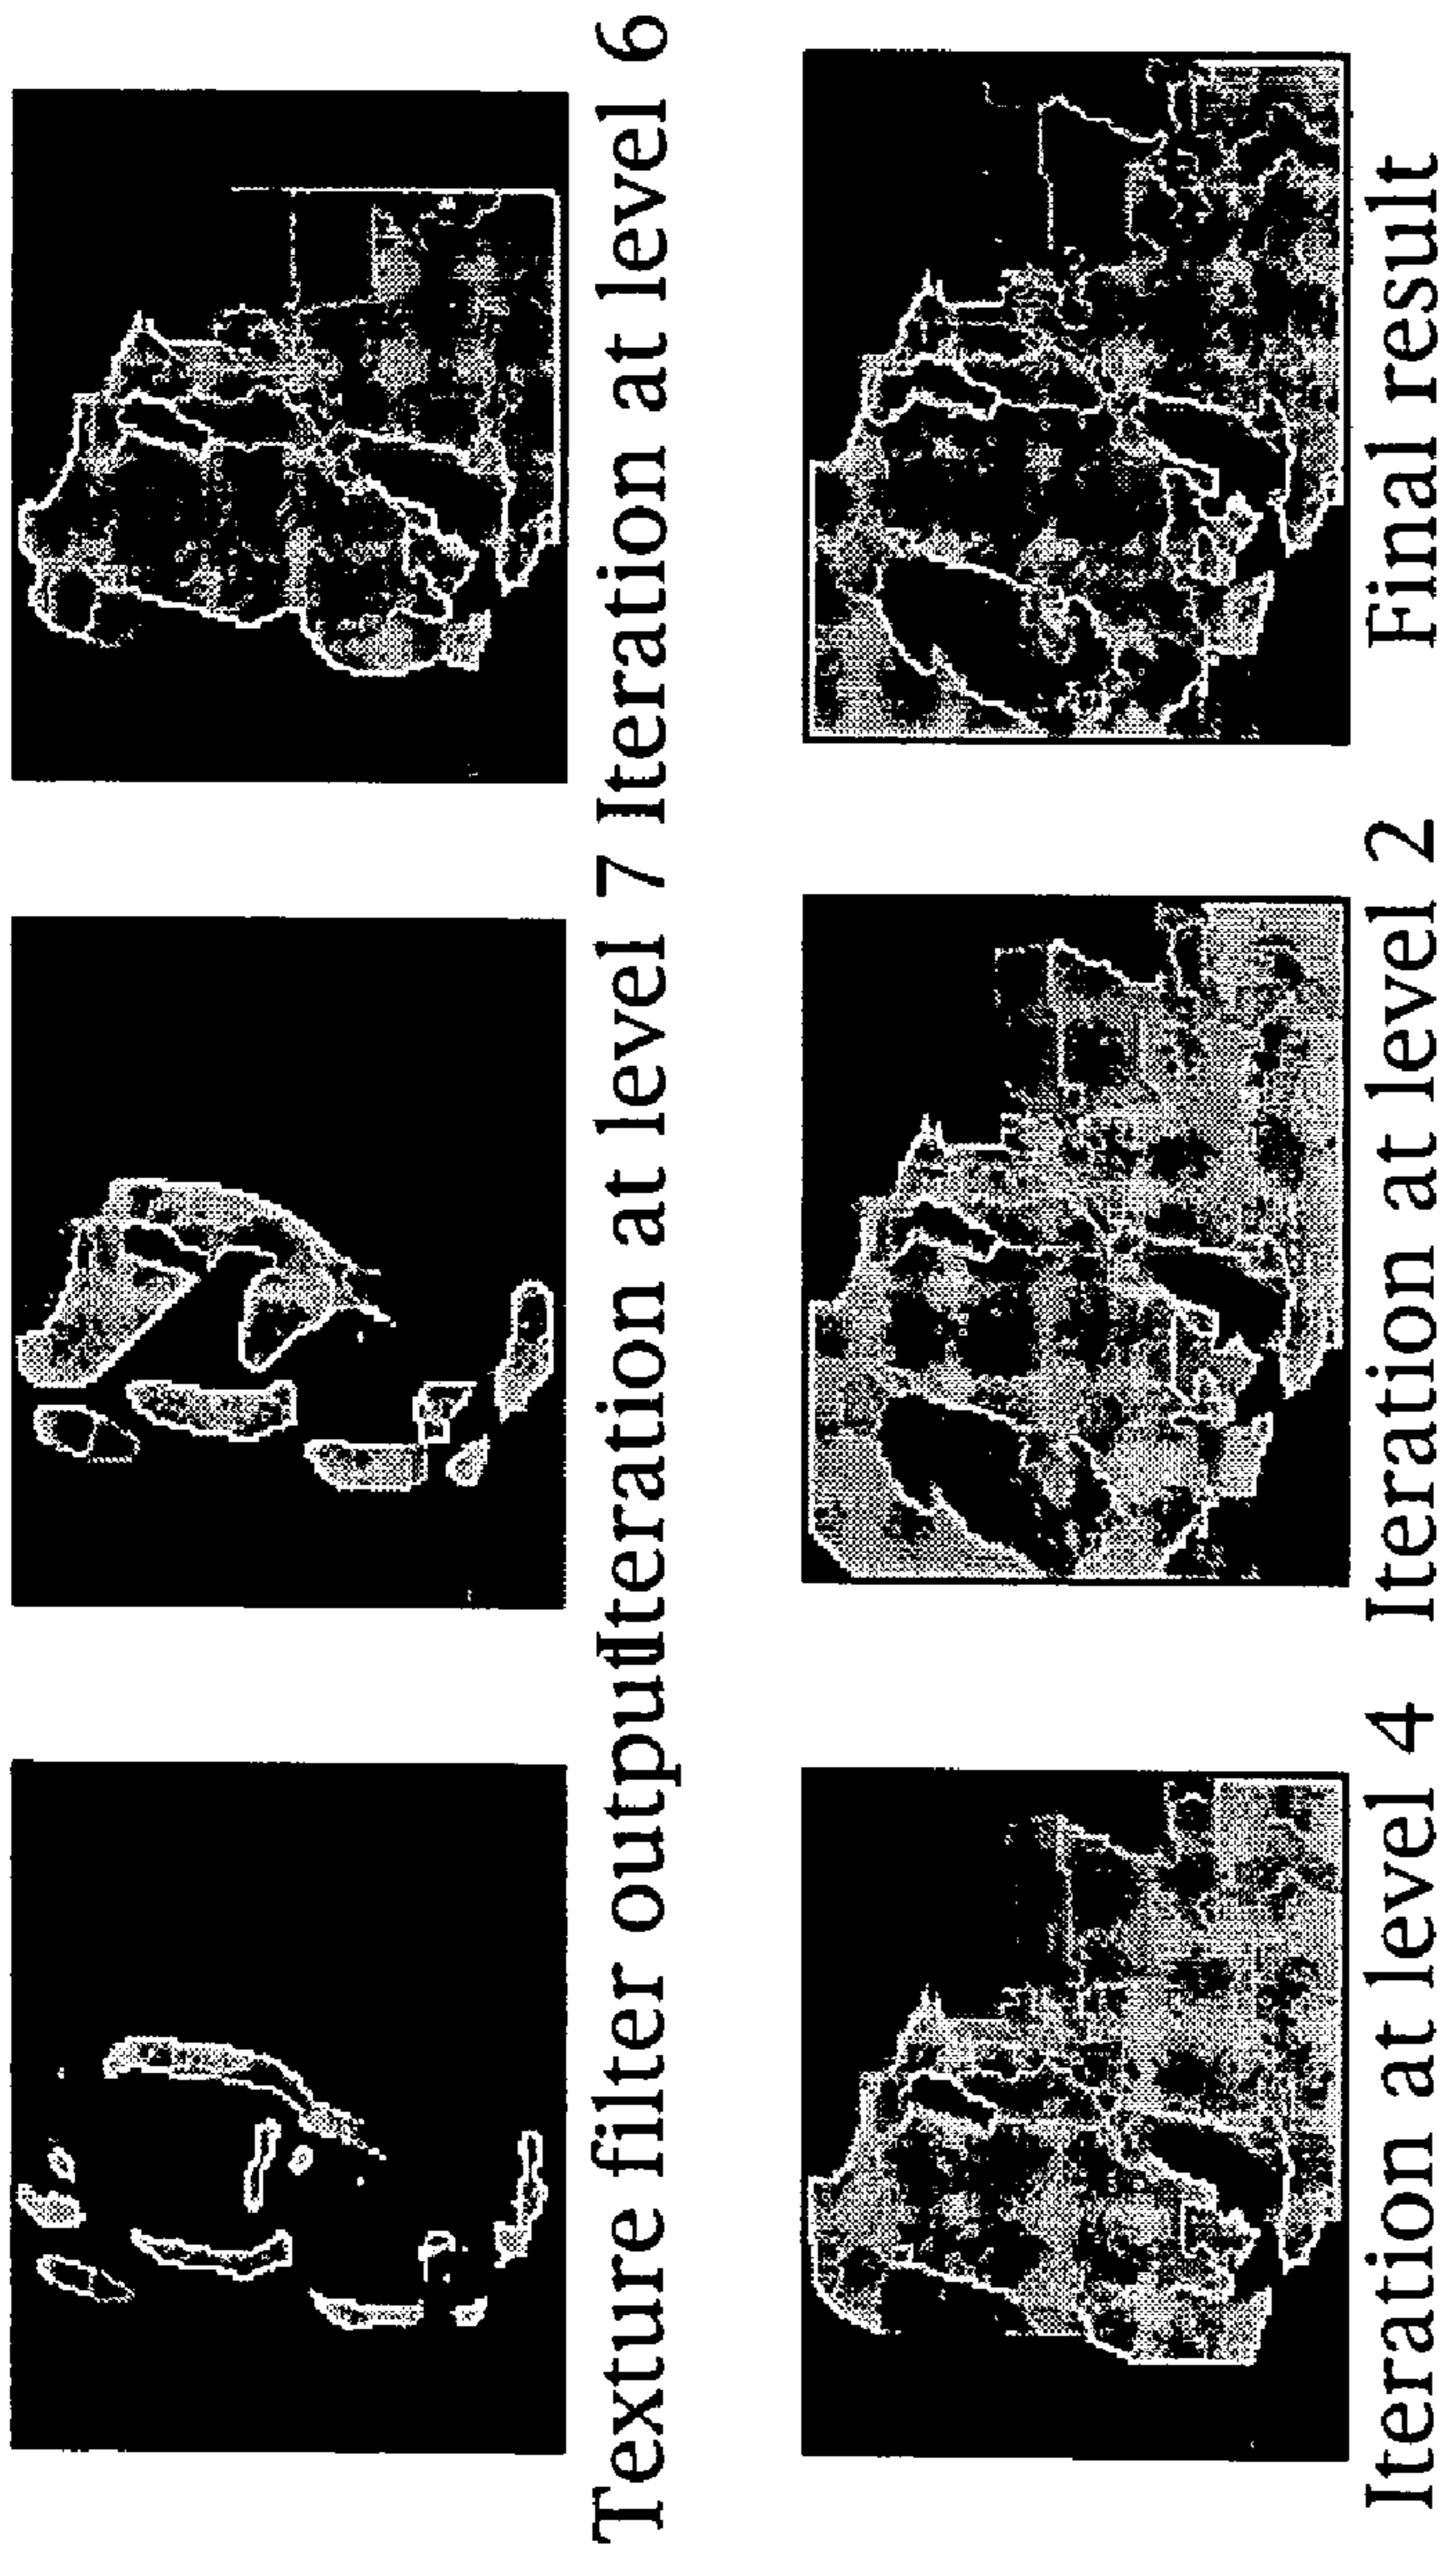 Texture filter output
Iteration at level 7
Iteration at level 6
Iteration at level 4
Iteration at level 2
Final result